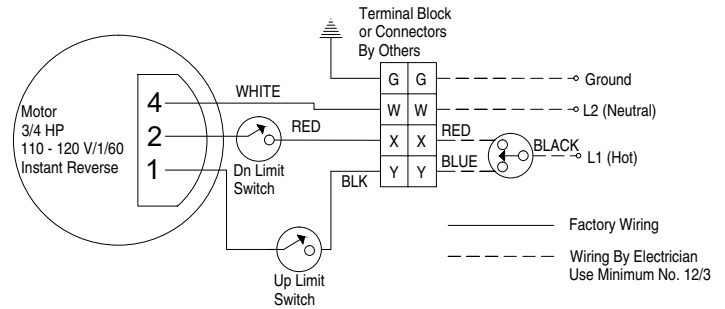 Terminal Block
or Connectors
By Others
G G
Ground
WHITE
4
W W
L2 (Neutral)
Motor
3/4 HP
110 - 120 V/1/60
Instant Reverse
2
RED
X X
RED
BLACK
L1 (Hot)
Dn Limit
Switch
1
BLK
Y Y
BLUE
Up Limit
Switch
Factory Wiring
Wiring By Electrician
Use Minimum No. 12/3